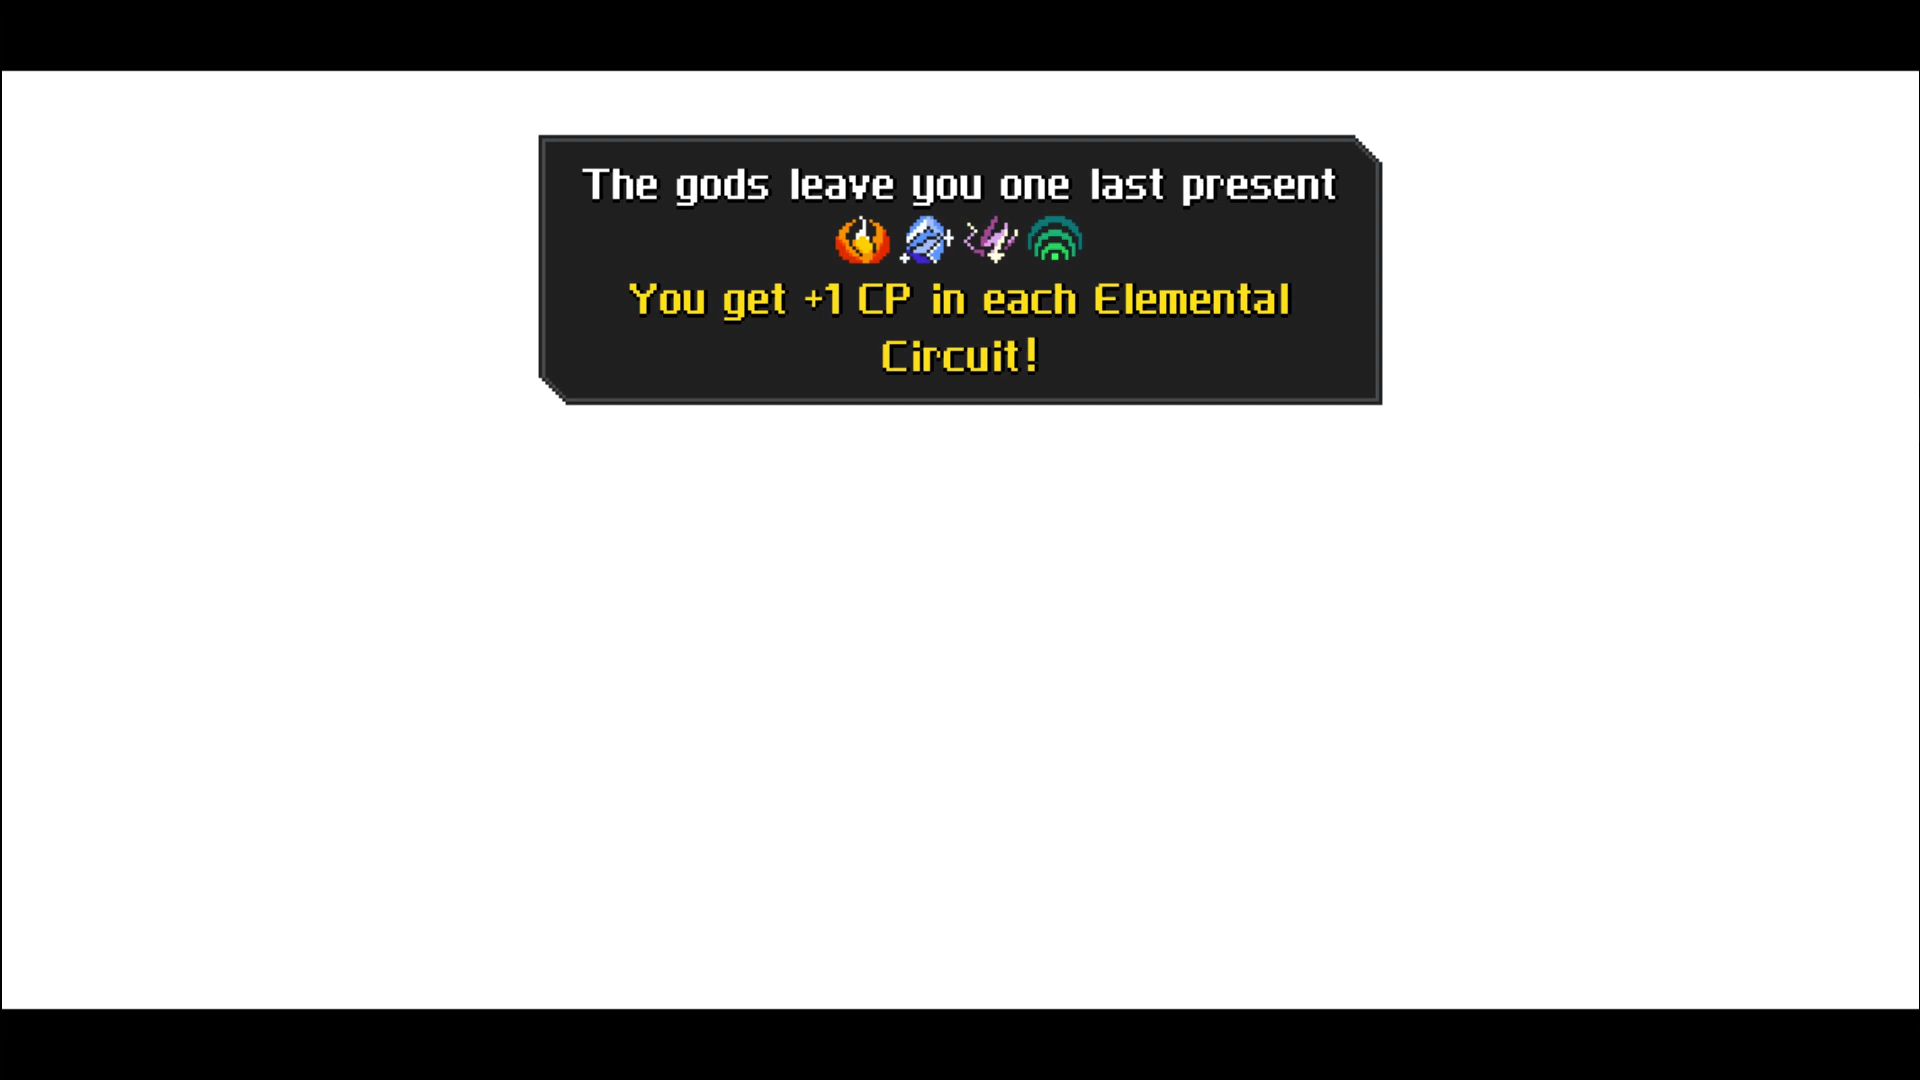 The gods leave you one last present
You get +1 CP in each Elemental
Circuit!